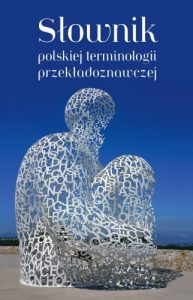 Słownik
polskiej terminologii
przekładoznawczej